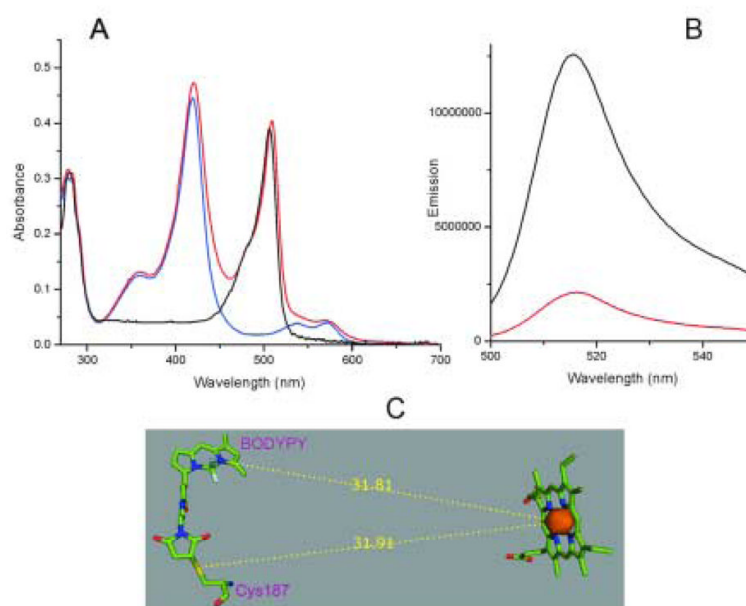 A
B
0.5
0.4
0.3
0.2
0.1
0.0
Absorbance
300 400 500 600 700
Wavelength (nm)
10000000
5000000
0
Emission
500 520 540
Wavelength (nm)
C
BODYPY
31.81
31.91
Cys187